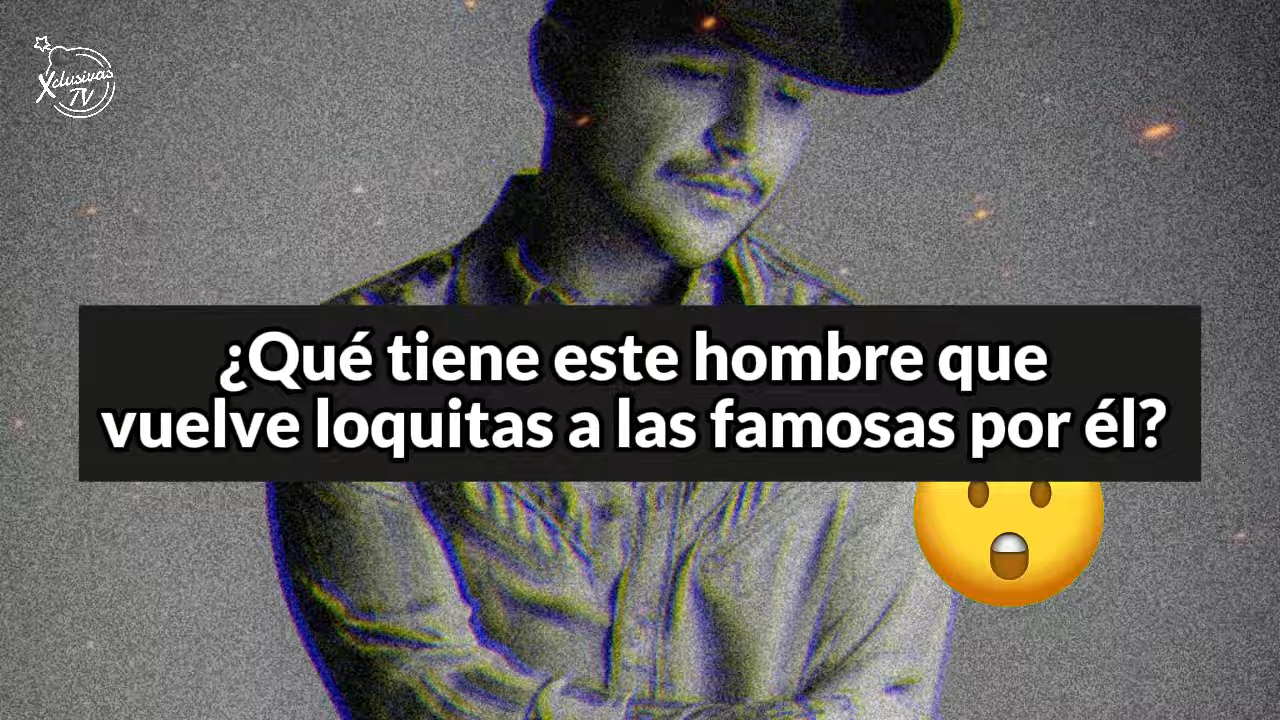 Xclusivas
TV
¿Qué tiene este hombre que
vuelve loquitas a las famosas por él?